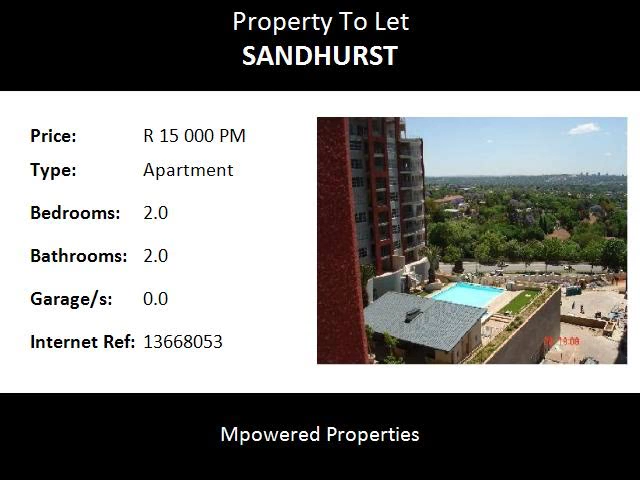 Property To Let
SANDHURST
Price: R 15 000 PM
Type: Apartment
Bedrooms: 2.0
Bathrooms: 2.0
Garage/s: 0.0
Internet Ref: 13668053
Mpowered Properties